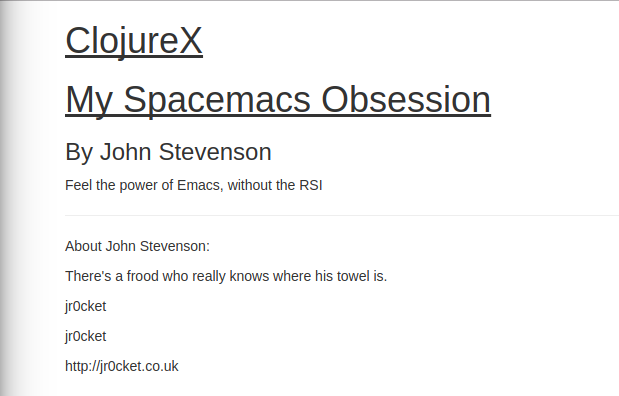 ClojureX
My Spacemacs Obsession
By John Stevenson
Feel the power of Emacs, without the RSI
About John Stevenson:
There's a frood who really knows where his towel is.
jr0cket
jr0cket
http://jr0cket.co.uk